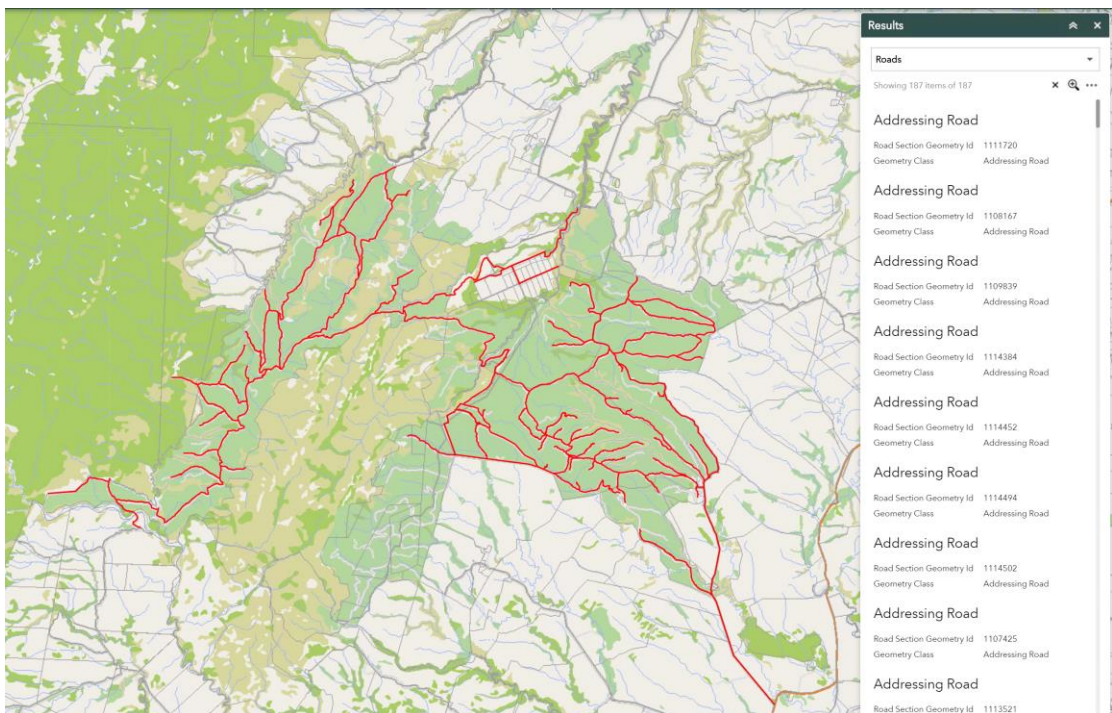 Results
Roads
Showing 187 items of 187
Addressing Road
Road Section Geometry Id 1111720
Geometry Class Addressing Road
Addressing Road
Road Section Geometry Id 1108167
Geometry Class Addressing Road
Addressing Road
Road Section Geometry Id 1109839
Geometry Class Addressing Road
Addressing Road
Road Section Geometry Id 1114384
Geometry Class Addressing Road
Addressing Road
Road Section Geometry Id 1114452
Geometry Class Addressing Road
Addressing Road
Road Section Geometry Id 1114494
Geometry Class Addressing Road
Addressing Road
Road Section Geometry Id 1114502
Geometry Class Addressing Road
Addressing Road
Road Section Geometry Id 1107425
Geometry Class Addressing Road
Addressing Road
Road Section Geometry Id 1113521